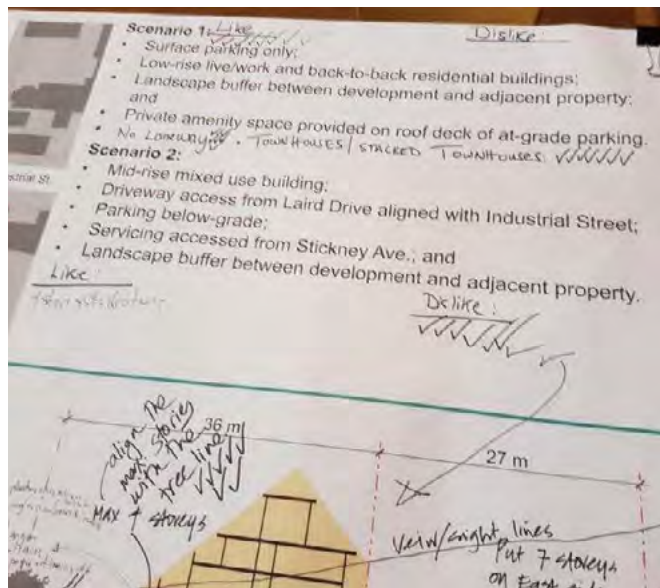 Scenario 1: Like
Dislike:
• Surface parking only;
• Low-rise live/work and back-to-back residential buildings;
• Landscape buffer between development and adjacent property;
and
• Private amenity space provided on roof deck of at-grade parking.
• No Laneway • TOWNHOUSES / STACKED TOWNHOUSES
Scenario 2:
• Mid-rise mixed use building;
• Driveway access from Laird Drive aligned with Industrial Street;
• Parking below-grade;
• Servicing accessed from Stickney Ave.; and
• Landscape buffer between development and adjacent property.
Like:
Dislike:
St.
36 m
27 m
align the
max stories
with the
tree line
MAX 4 storeys
veiw/sight lines
Put 7 storeys
on East